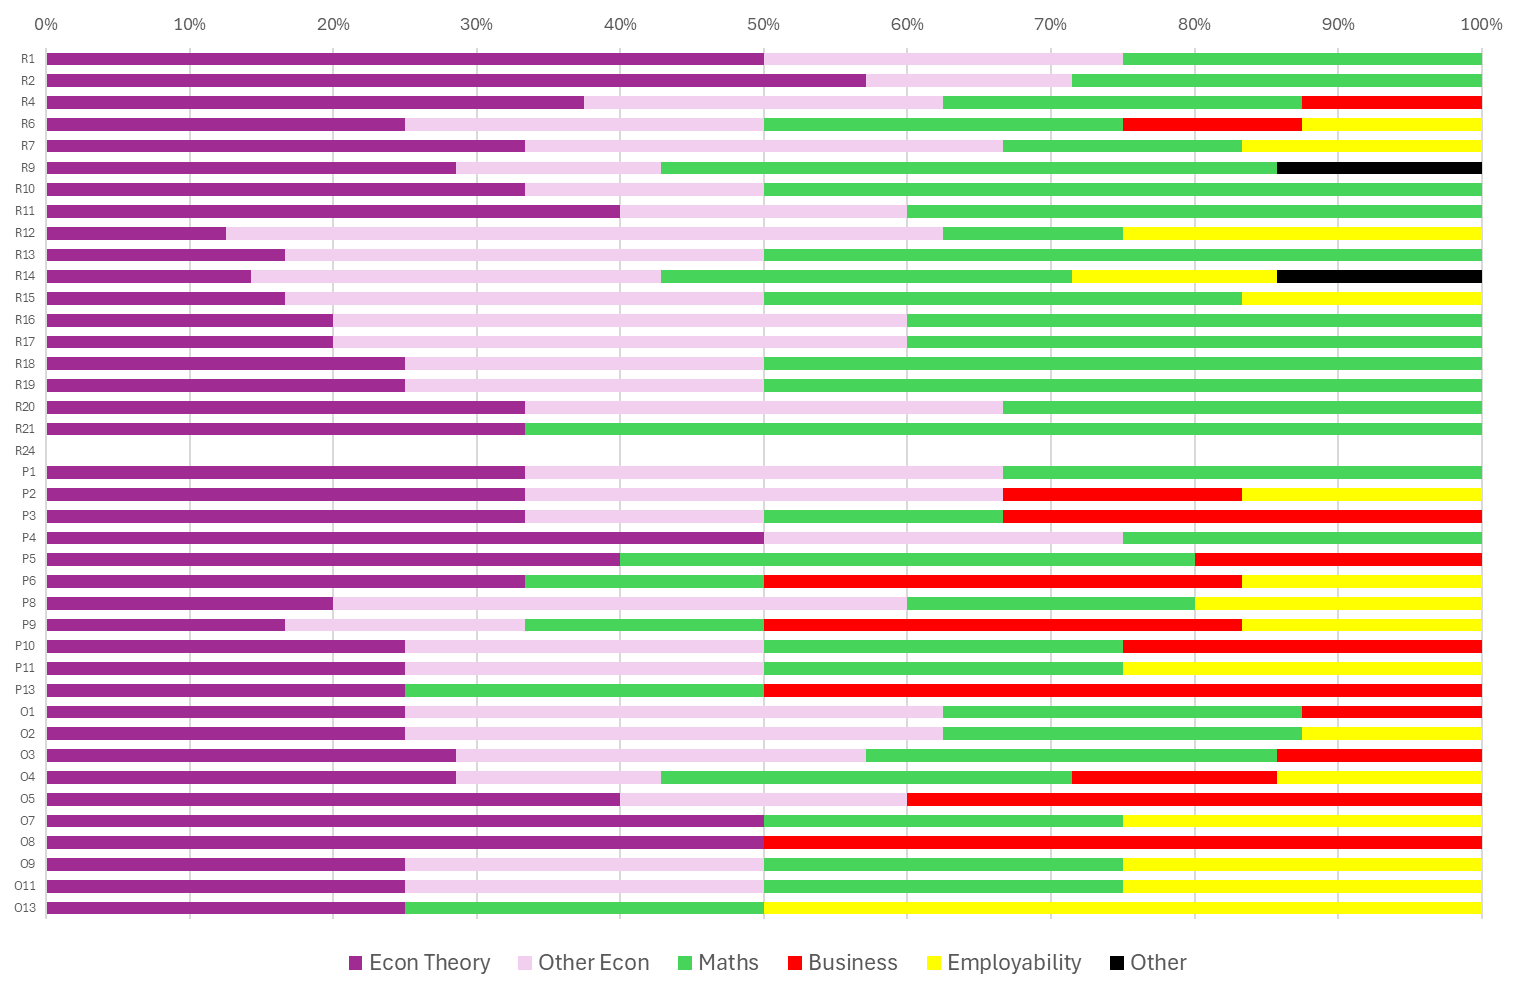 0% 10% 20% 30% 40% 50% 60% 70% 80% 90% 100%
R1
R2
R4
R6
R7
R9
R10
R11
R12
R13
R14
R15
R16
R17
R18
R19
R20
R21
R24
P1
P2
P3
P4
P5
P6
P8
P9
P10
P11
P13
O1
O2
O3
O4
O5
O7
O8
O9
O11
O13
Econ Theory Other Econ Maths Business Employability Other